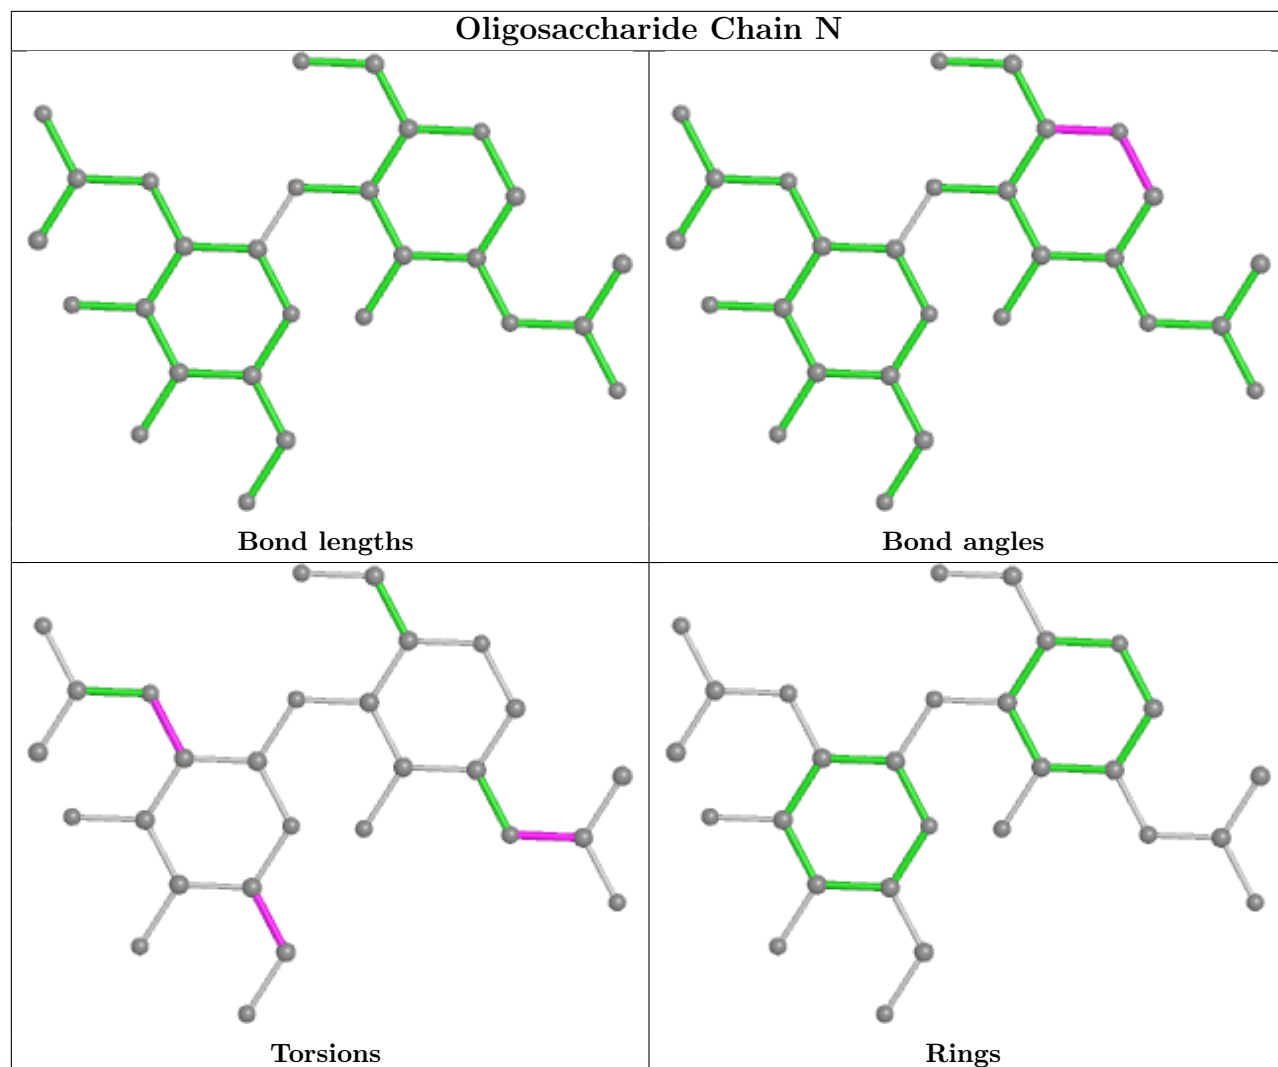 Oligosaccharide Chain N
Bond lengths
Bond angles
Torsions
Rings